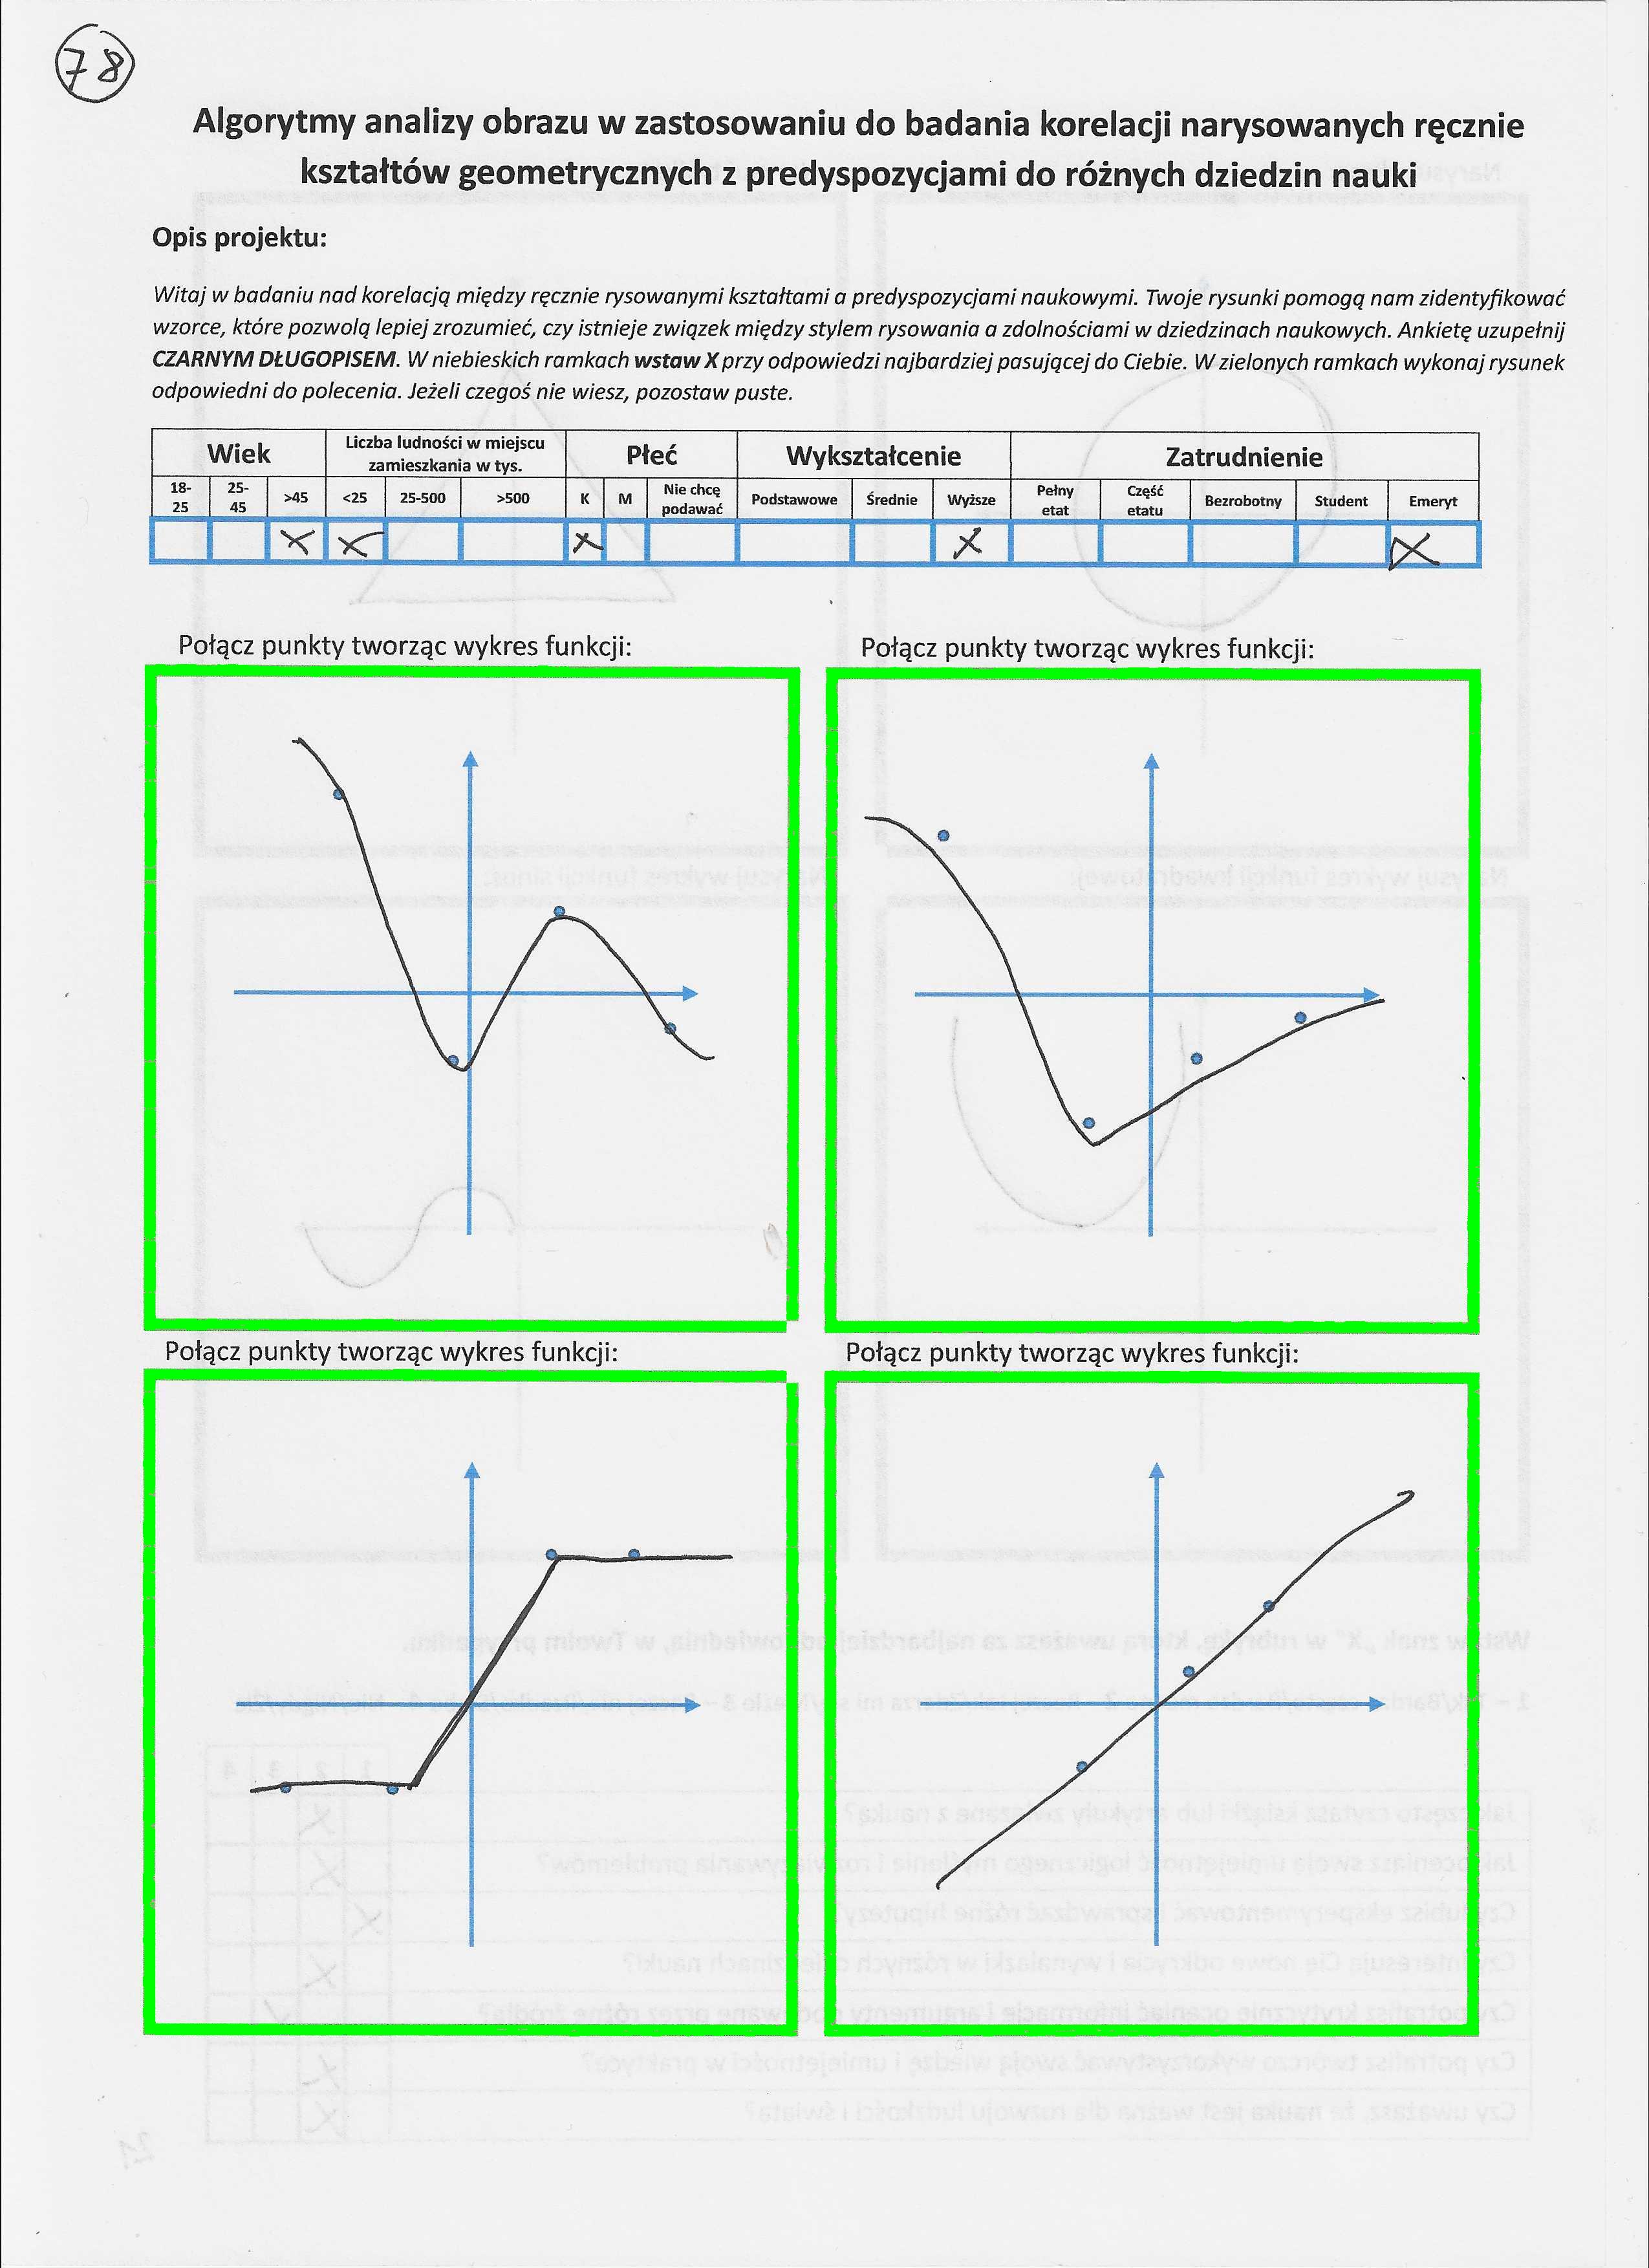 78
Algorytmy analizy obrazu w zastosowaniu do badania korelacji narysowanych ręcznie
kształtów geometrycznych z predyspozycjami do różnych dziedzin nauki
Opis projektu:
Witaj w badaniu nad korelacją między ręcznie rysowanymi kształtami a predyspozycjami naukowymi. Twoje rysunki pomogą nam zidentyfikować
wzorce, które pozwolą lepiej zrozumieć, czy istnieje związek między stylem rysowania a zdolnościami w dziedzinach naukowych. Ankietę uzupełnij
CZARNYM DŁUGOPISEM. W niebieskich ramkach wstaw X przy odpowiedzi najbardziej pasującej do Ciebie. W zielonych ramkach wykonaj rysunek
odpowiedni do polecenia. Jeżeli czegoś nie wiesz, pozostaw puste.
Wiek Liczba ludności w miejscu zamieszkania w tys. Płeć Wykształcenie Zatrudnienie
18-25 25-45 >45 <25 25-500 >500 K M Nie chcę podawać Podstawowe Średnie Wyższe Pełny etat Część etatu Bezrobotny Student Emeryt
X X X X X
Połącz punkty tworząc wykres funkcji: Połącz punkty tworząc wykres funkcji:
Połącz punkty tworząc wykres funkcji: Połącz punkty tworząc wykres funkcji: